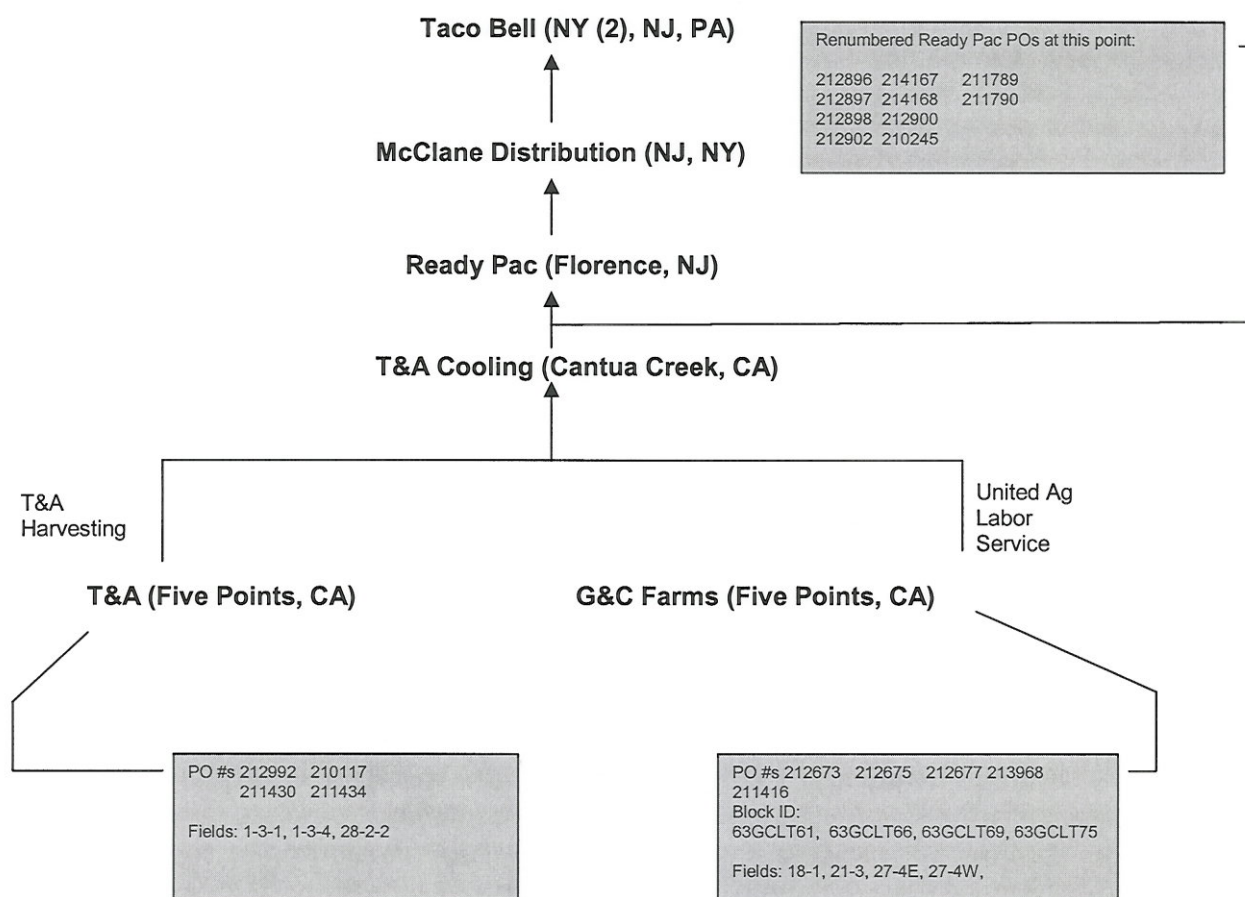 Taco Bell (NY (2), NJ, PA)
Renumbered Ready Pac POs at this point:
212896 214167 211789
212897 214168 211790
212898 212900
212902 210245
McClane Distribution (NJ, NY)
Ready Pac (Florence, NJ)
T&A Cooling (Cantua Creek, CA)
T&A
Harvesting
United Ag
Labor
Service
T&A (Five Points, CA)
G&C Farms (Five Points, CA)
PO #s 212992 210117
211430 211434
Fields: 1-3-1, 1-3-4, 28-2-2
PO #s 212673 212675 212677 213968
211416
Block ID:
63GCLT61, 63GCLT66, 63GCLT69, 63GCLT75
Fields: 18-1, 21-3, 27-4E, 27-4W,